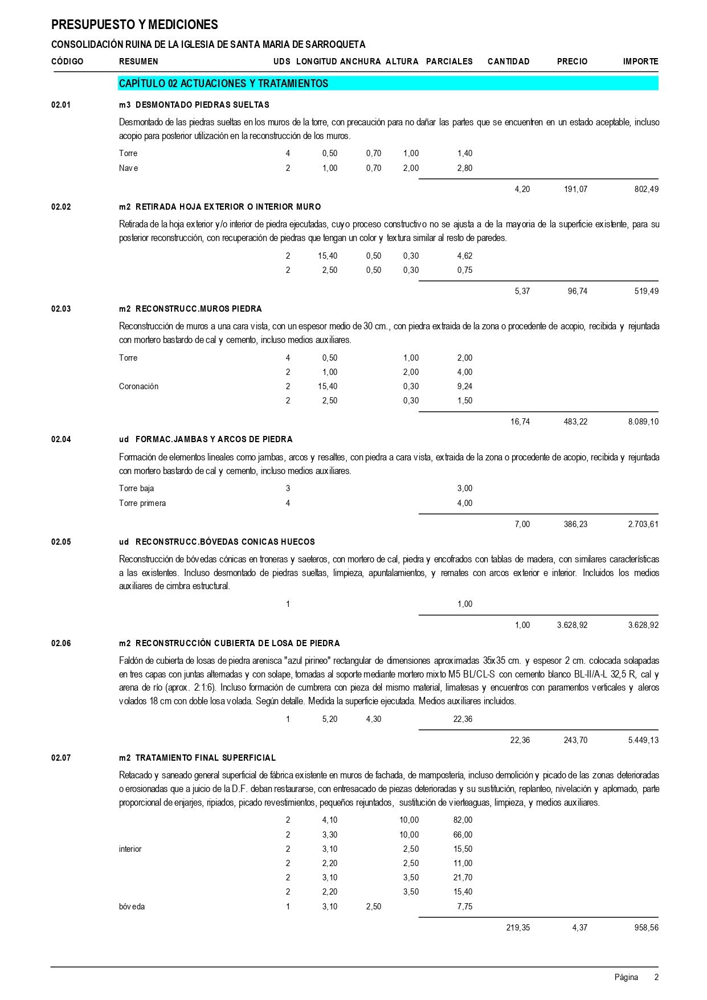 PRESUPUESTO Y MEDICIONES
CONSOLIDACIÓN RUINA DE LA IGLESIA DE SANTA MARIA DE SARROQUETA
CÓDIGO RESUMEN UDS LONGITUD ANCHURA ALTURA PARCIALES CANTIDAD PRECIO IMPORTE
CAPÍTULO 02 ACTUACIONES Y TRATAMIENTOS
02.01 m3 DESMONTADO PIEDRAS SUELTAS
Desmontado de las piedras sueltas en los muros de la torre, con precaución para no dañar las partes que se encuentren en un estado aceptable, incluso
acopio para posterior utilización en la reconstrucción de los muros.
Torre 4 0,50 0,70 1,00 1,40
Nave 2 1,00 0,70 2,00 2,80
4,20 191,07 802,49
02.02 m2 RETIRADA HOJA EXTERIOR O INTERIOR MURO
Retirada de la hoja exterior y/o interior de piedra ejecutadas, cuyo proceso constructivo no se ajusta a de la mayoria de la superficie existente, para su
posterior reconstrucción, con recuperación de piedras que tengan un color y textura similar al resto de paredes.
2 15,40 0,50 0,30 4,62
2 2,50 0,50 0,30 0,75
5,37 96,74 519,49
02.03 m2 RECONSTRUCC.MUROS PIEDRA
Reconstrucción de muros a una cara vista, con un espesor medio de 30 cm., con piedra extraida de la zona o procedente de acopio, recibida y rejuntada
con mortero bastardo de cal y cemento, incluso medios auxiliares.
Torre 4 0,50 1,00 2,00
2 1,00 2,00 4,00
Coronación 2 15,40 0,30 9,24
2 2,50 0,30 1,50
16,74 483,22 8.089,10
02.04 ud FORMAC.JAMBAS Y ARCOS DE PIEDRA
Formación de elementos lineales como jambas, arcos y resaltes, con piedra a cara vista, extraida de la zona o procedente de acopio, recibida y rejuntada
con mortero bastardo de cal y cemento, incluso medios auxiliares.
Torre baja 3 3,00
Torre primera 4 4,00
7,00 386,23 2.703,61
02.05 ud RECONSTRUCC.BÓVEDAS CONICAS HUECOS
Reconstrucción de bóvedas cónicas en troneras y saeteros, con mortero de cal, piedra y encofrados con tablas de madera, con similares características
a las existentes. Incluso desmontado de piedras sueltas, limpieza, apuntalamientos, y remates con arcos exterior e interior. Incluidos los medios
auxiliares de cimbra estructural.
1 1,00
1,00 3.628,92 3.628,92
02.06 m2 RECONSTRUCCIÓN CUBIERTA DE LOSA DE PIEDRA
Faldón de cubierta de losas de piedra arenisca "azul pirineo" rectangular de dimensiones aproximadas 35x35 cm. y espesor 2 cm. colocada solapadas
en tres capas con juntas alternadas y con solape, tomadas al soporte mediante mortero mixto M5 BL/CL-S con cemento blanco BL-II/A-L 32,5 R, cal y
arena de río (aprox. 2:1:6). Incluso formación de cumbrera con pieza del mismo material, limatesas y encuentros con paramentos verticales y aleros
volados 18 cm con doble losa volada. Según detalle. Medida la superficie ejecutada. Medios auxiliares incluidos.
1 5,20 4,30 22,36
22,36 243,70 5.449,13
02.07 m2 TRATAMIENTO FINAL SUPERFICIAL
Retacado y saneado general superficial de fábrica existente en muros de fachada, de mampostería, incluso demolición y picado de las zonas deterioradas
o erosionadas que a juicio de la D.F. deban restaurarse, con entresacado de piezas deterioradas y su sustitución, replanteo, nivelación y aplomado, parte
proporcional de enjarjes, ripiados, picado revestimientos, pequeños rejuntados, sustitución de vierteaguas, limpieza, y medios auxiliares.
2 4,10 10,00 82,00
2 3,30 10,00 66,00
interior 2 3,10 2,50 15,50
2 2,20 2,50 11,00
2 3,10 3,50 21,70
2 2,20 3,50 15,40
bóveda 1 3,10 2,50 7,75
219,35 4,37 958,56
Página 2